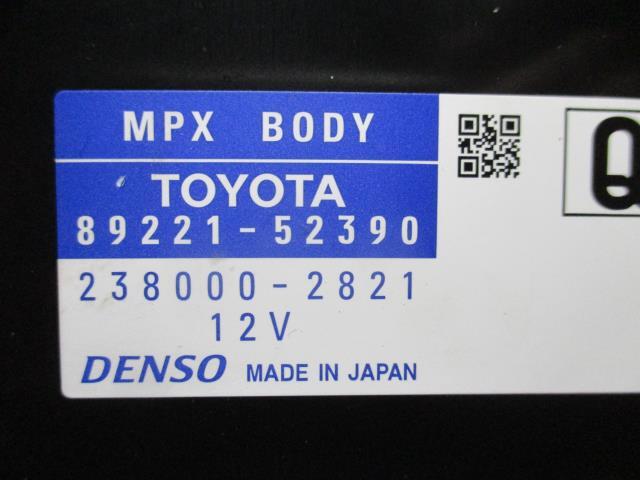 MPX BODY
TOYOTA
89221-52390
238000-2821
12V
DENSO MADE IN JAPAN
Q